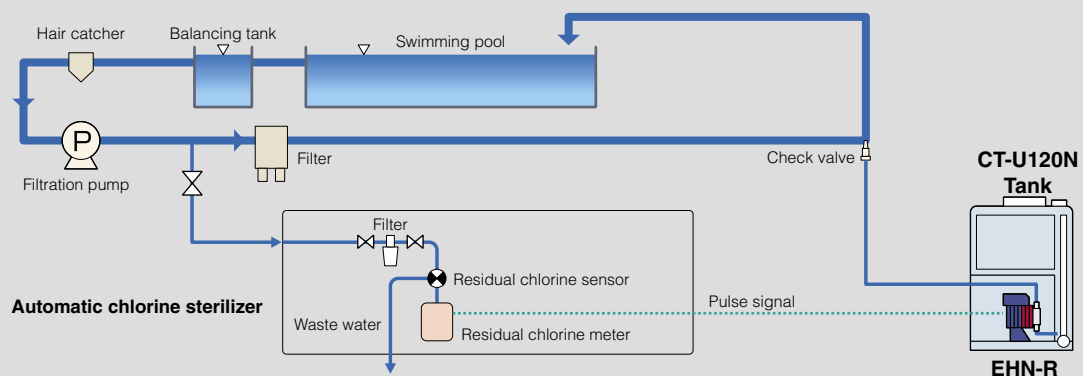 Hair catcher
Balancing tank
Swimming pool
P
Filtration pump
Filter
Check valve
CT-U120N
Tank
Filter
Residual chlorine sensor
Automatic chlorine sterilizer
Waste water
Residual chlorine meter
Pulse signal
EHN-R